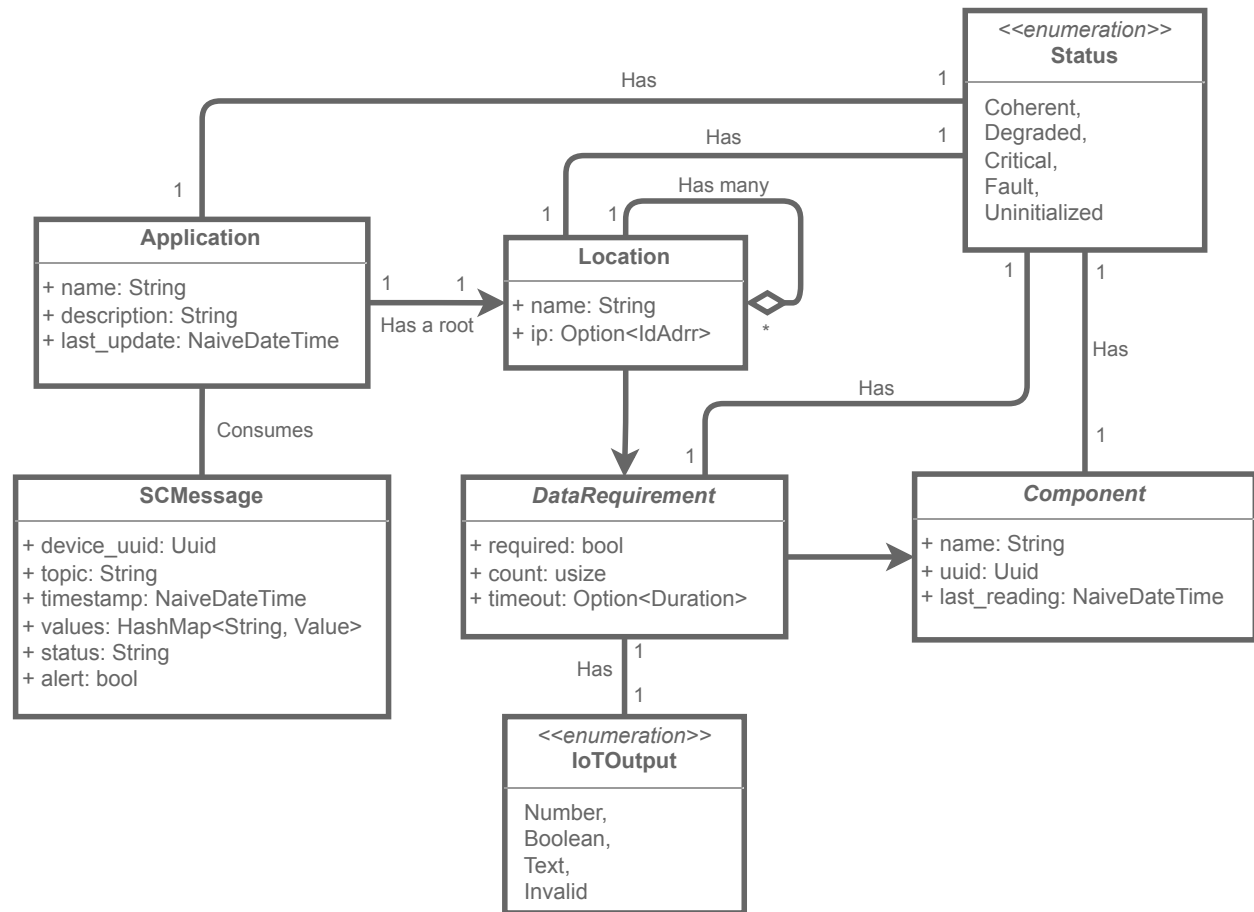 <<enumeration>>
Status
Coherent,
Degraded,
Critical,
Fault,
Uninitialized
Has
1
1
Has
1
1
Has many
1
*
Application
+ name: String
+ description: String
+ last_update: NaiveDateTime
1
1
Has a root
Location
+ name: String
+ ip: Option<IdAdrr>
1
Has
1
1
Has
1
Consumes
SCMessage
+ device_uuid: Uuid
+ topic: String
+ timestamp: NaiveDateTime
+ values: HashMap<String, Value>
+ status: String
+ alert: bool
DataRequirement
+ required: bool
+ count: usize
+ timeout: Option<Duration>
Component
+ name: String
+ uuid: Uuid
+ last_reading: NaiveDateTime
1
Has
1
<<enumeration>>
IoTOutput
Number,
Boolean,
Text,
Invalid